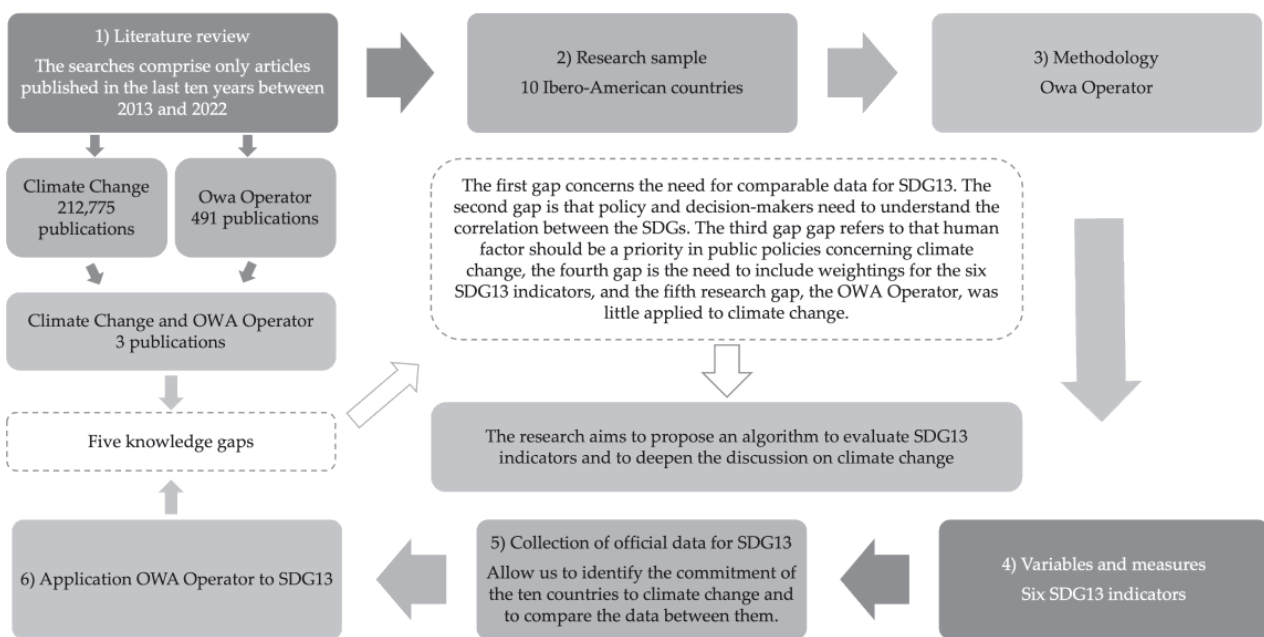 1) Literature review
The searches comprise only articles
published in the last ten years between
2013 and 2022
2) Research sample
10 Ibero-American countries
3) Methodology
Owa Operator
Climate Change
212,775
publications
Owa Operator
491 publications
The first gap concerns the need for comparable data for SDG13. The
second gap is that policy and decision-makers need to understand the
correlation between the SDGs. The third gap gap refers to that human
factor should be a priority in public policies concerning climate
change, the fourth gap is the need to include weightings for the six
SDG13 indicators, and the fifth research gap, the OWA Operator, was
little applied to climate change.
Climate Change and OWA Operator
3 publications
Five knowledge gaps
The research aims to propose an algorithm to evaluate SDG13
indicators and to deepen the discussion on climate change
6) Application OWA Operator to SDG13
5) Collection of official data for SDG13
Allow us to identify the commitment of
the ten countries to climate change and
to compare the data between them.
4) Variables and measures
Six SDG13 indicators